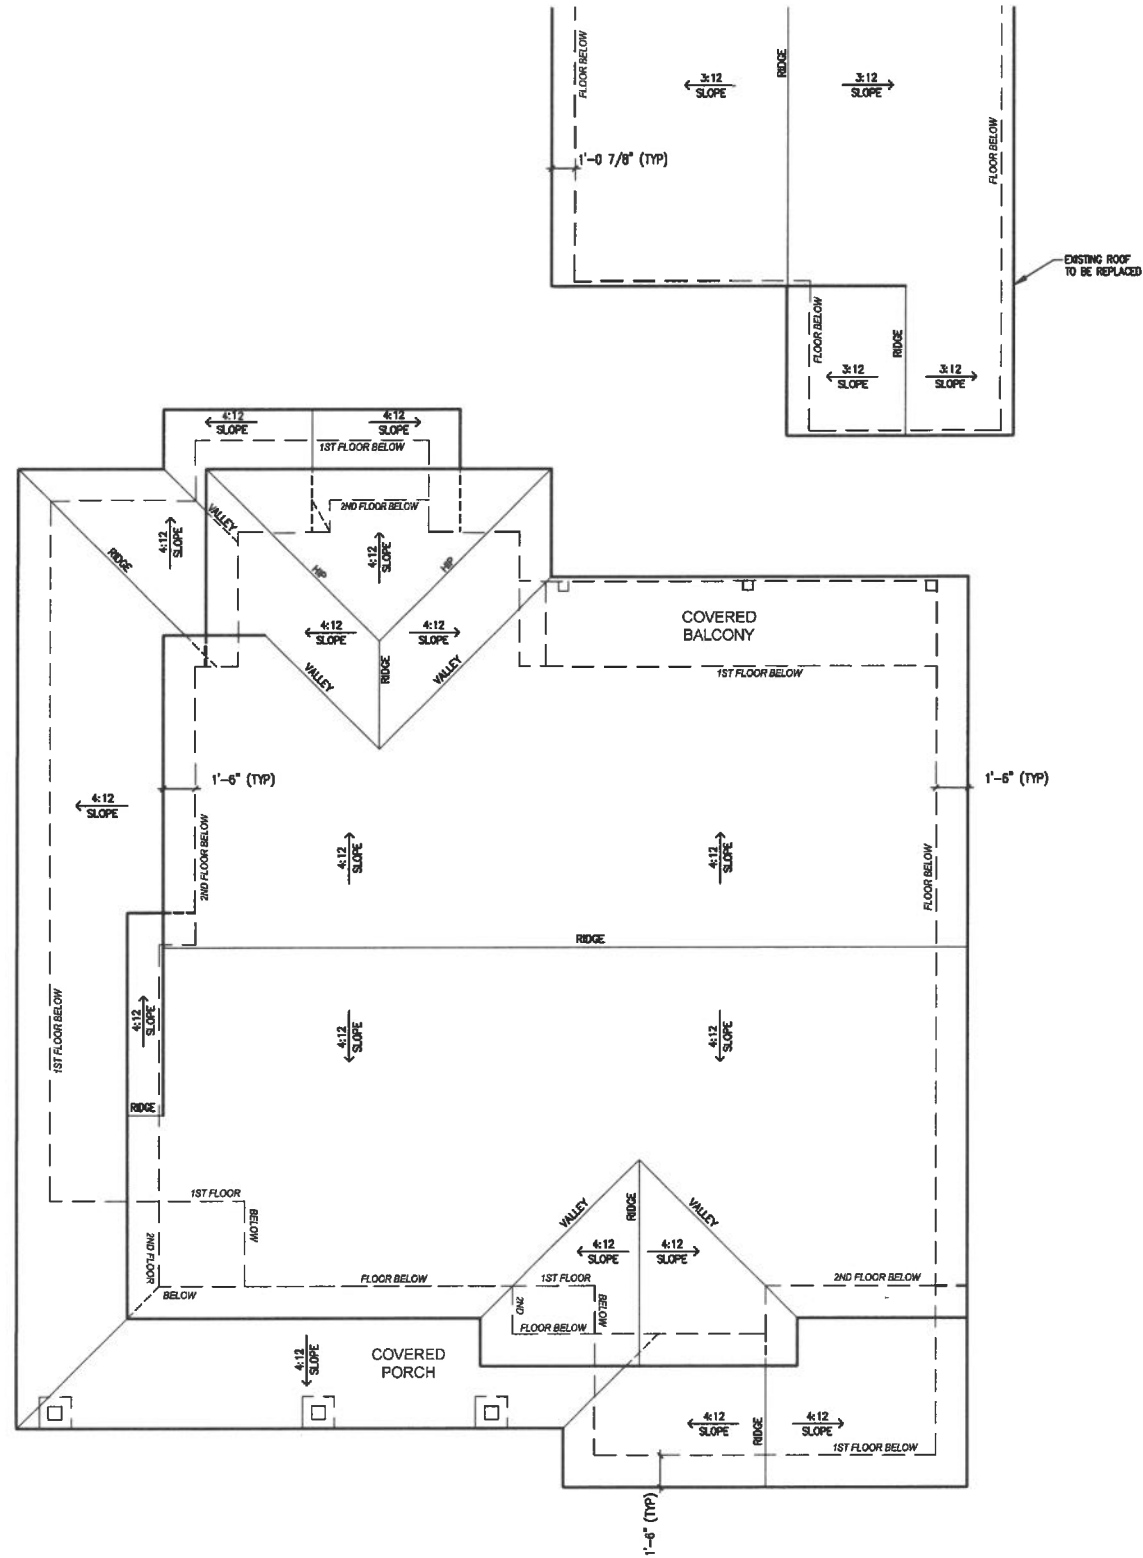 FLOOR BELOW
RIDGE
3:12
SLOPE
3:12
SLOPE
FLOOR BELOW
1'-0 7/8" (TYP)
EXISTING ROOF
TO BE REPLACED
FLOOR BELOW
RIDGE
3:12
SLOPE
3:12
SLOPE
4:12
SLOPE
4:12
SLOPE
1ST FLOOR BELOW
VALLEY
2ND FLOOR BELOW
RIDGE
4:12
SLOPE
HIP
4:12
SLOPE
HIP
4:12
SLOPE
4:12
SLOPE
COVERED
BALCONY
VALLEY
RIDGE
VALLEY
1ST FLOOR BELOW
1'-6" (TYP)
1'-6" (TYP)
4:12
SLOPE
2ND FLOOR BELOW
4:12
SLOPE
4:12
SLOPE
FLOOR BELOW
RIDGE
1ST FLOOR BELOW
4:12
SLOPE
4:12
SLOPE
4:12
SLOPE
RIDGE
1ST FLOOR
BELOW
VALLEY
RIDGE
VALLEY
2ND FLOOR
BELOW
FLOOR BELOW
4:12
SLOPE
4:12
SLOPE
1ST FLOOR
BELOW
2ND
FLOOR BELOW
2ND FLOOR BELOW
4:12
SLOPE
COVERED
PORCH
4:12
SLOPE
RIDGE
4:12
SLOPE
1ST FLOOR BELOW
1'-6" (TYP)